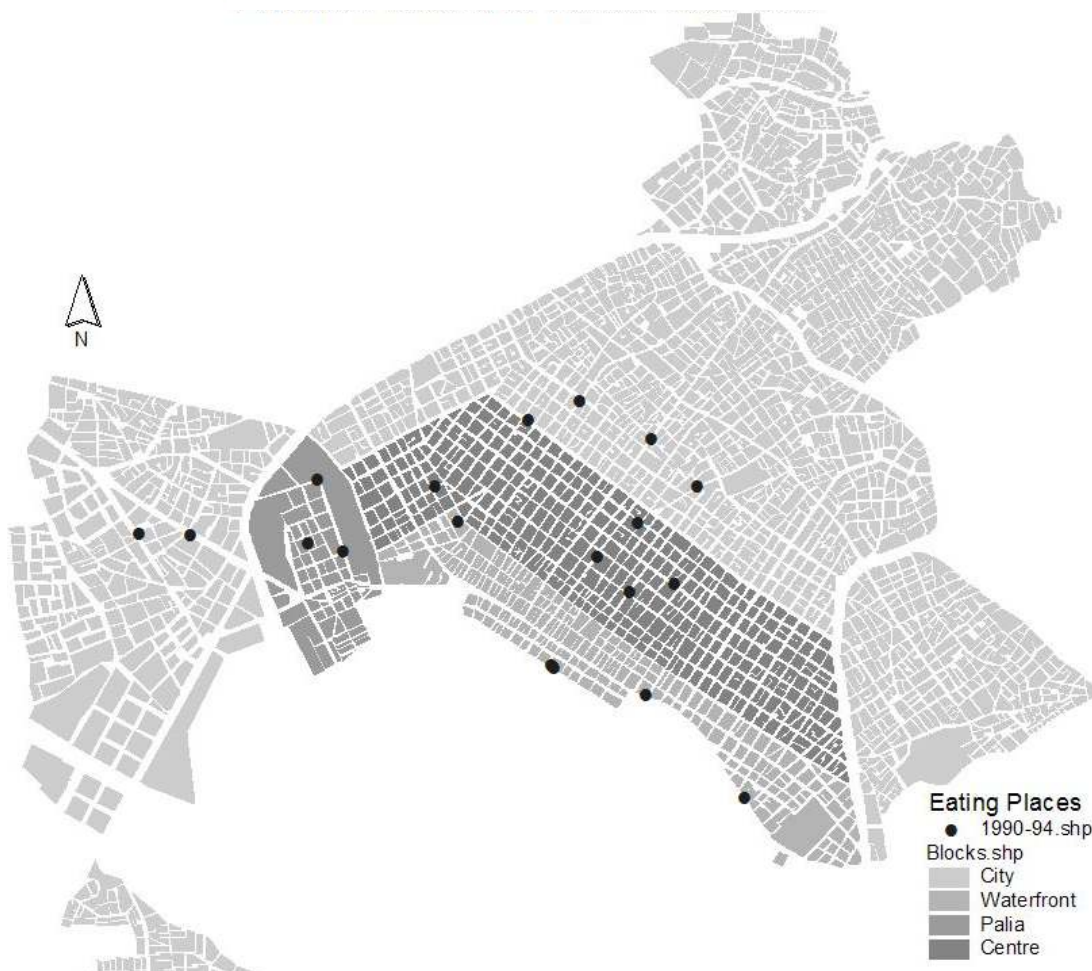 N
Eating Places
1990-94.shp
Blocks.shp
City
Waterfront
Palia
Centre